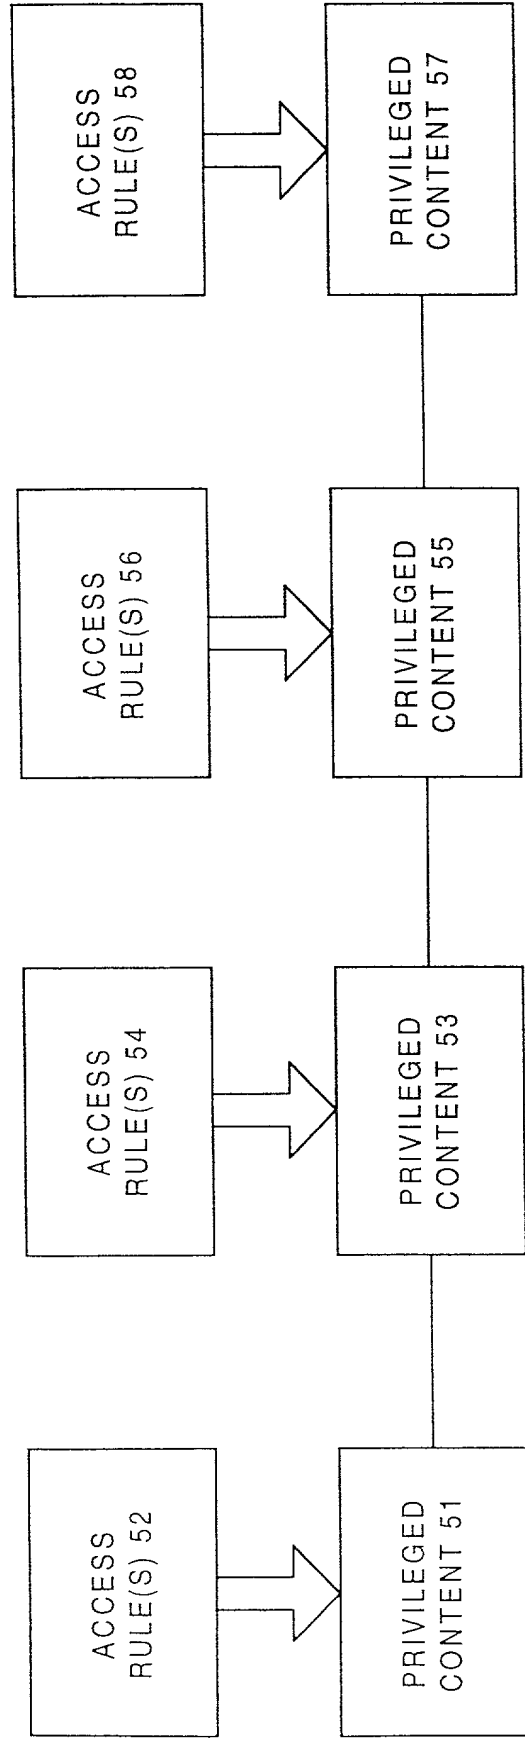 ACCESS
RULE(S) 52
ACCESS
RULE(S) 54
ACCESS
RULE(S) 56
ACCESS
RULE(S) 58
PRIVILEGED
CONTENT 51
PRIVILEGED
CONTENT 53
PRIVILEGED
CONTENT 55
PRIVILEGED
CONTENT 57